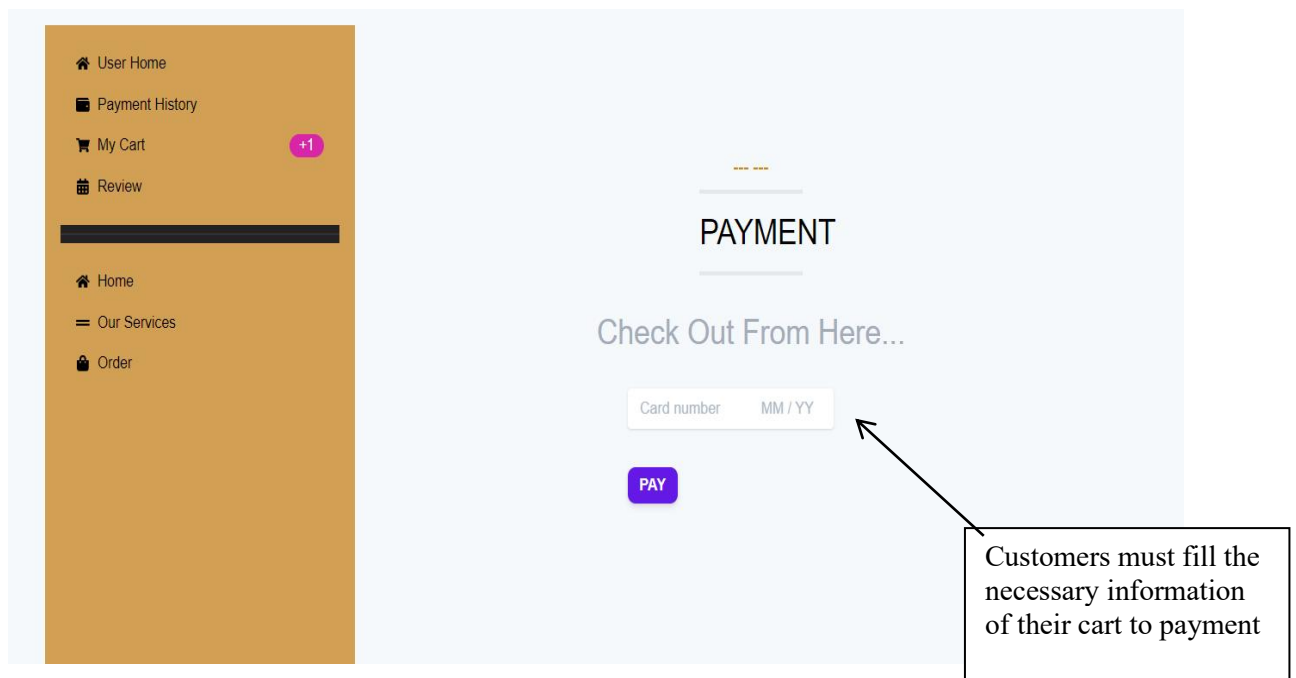 User Home
Payment History
My Cart +1
Review
Home
Our Services
Order
--- ---
PAYMENT
Check Out From Here...
Card number MM / YY
PAY
Customers must fill the
necessary information
of their cart to payment